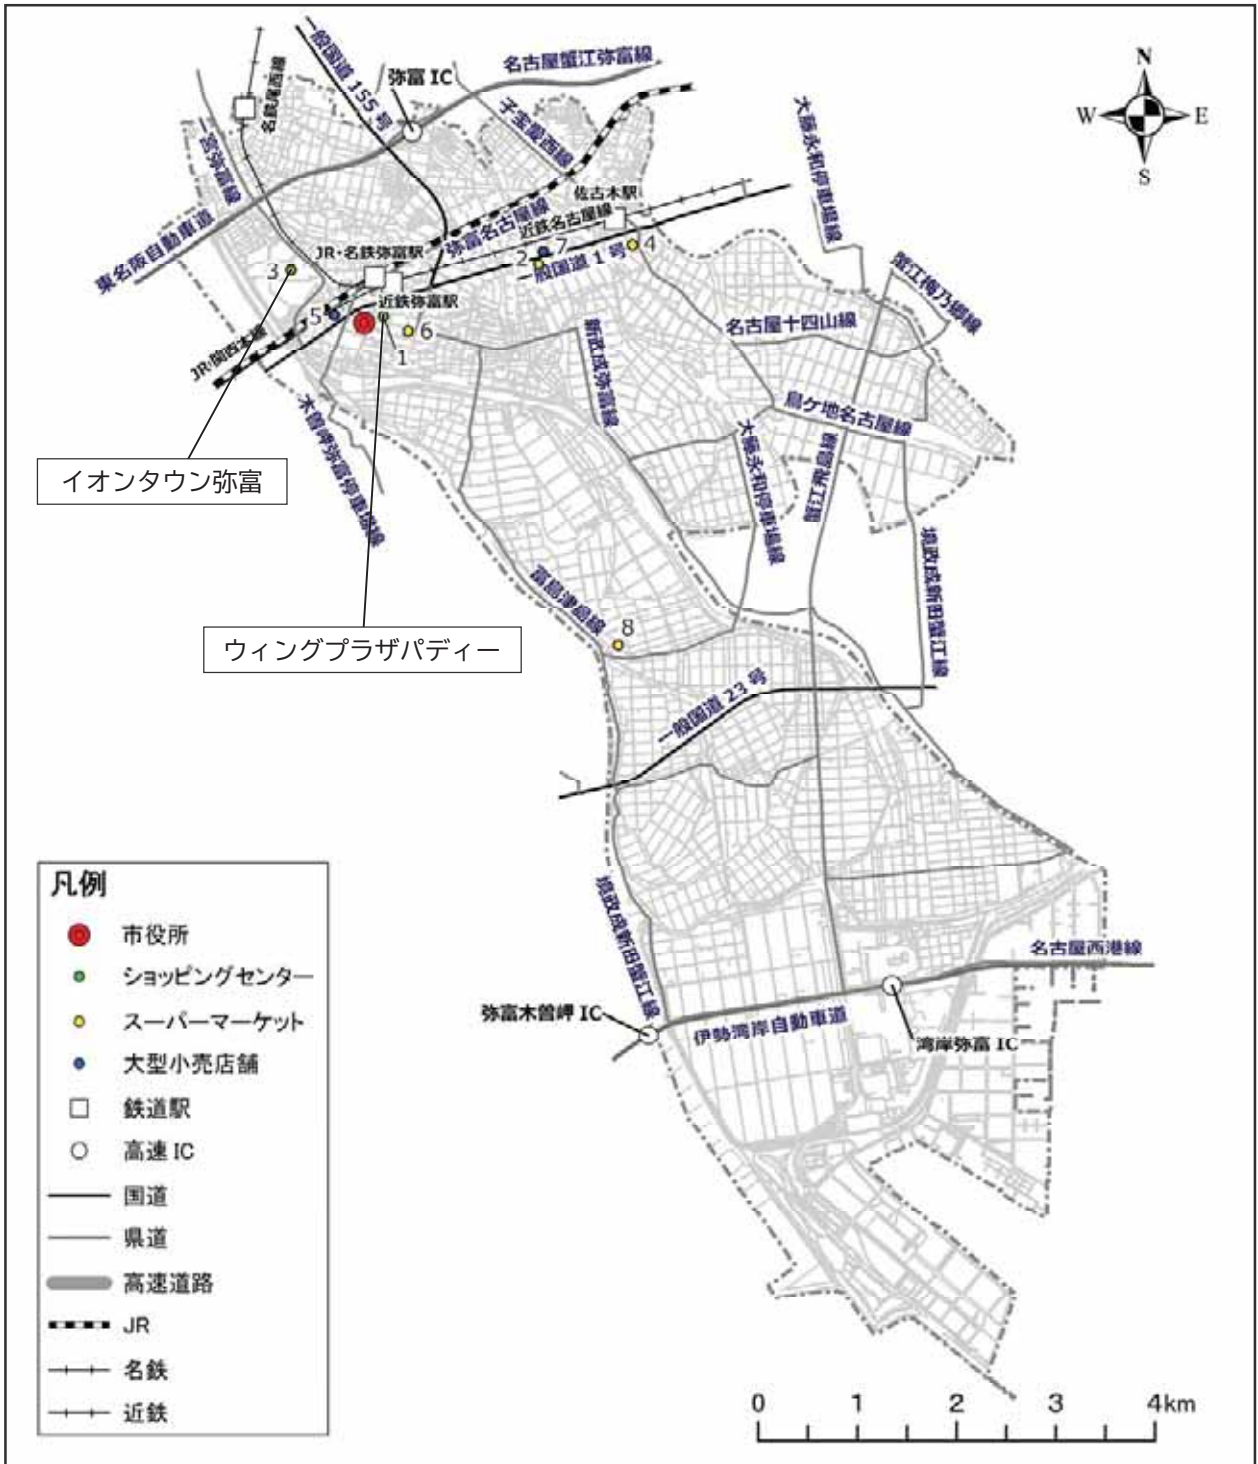 一般国道 155 号
名古屋蟹江弥富線
弥富 IC
名鉄尾西線
一宮弥富線
子宝愛西線
大藤永和停車場線
N
W
E
S
佐古木駅
東名阪自動車道
JR・名鉄弥富駅
弥富名古屋線
近鉄名古屋線
7
4
2
一般国道 1 号
3
蟹江梅乃郷線
近鉄弥富駅
5
6
1
名古屋十四山線
新政成弥富線
JR・関西本線
木曽岬弥富停車場線
鳥ケ地名古屋線
大藤永和停車場線
蟹江飛島線
イオンタウン弥富
境政成新田蟹江線
富島津島線
8
ウィングプラザパディー
一般国道 23 号
境政成新田蟹江線
名古屋西港線
弥富木曽岬 IC
伊勢湾岸自動車道
湾岸弥富 IC
凡例
市役所
ショッピングセンター
スーパーマーケット
大型小売店舗
鉄道駅
高速 IC
国道
県道
高速道路
JR
名鉄
近鉄
0 1 2 3 4km